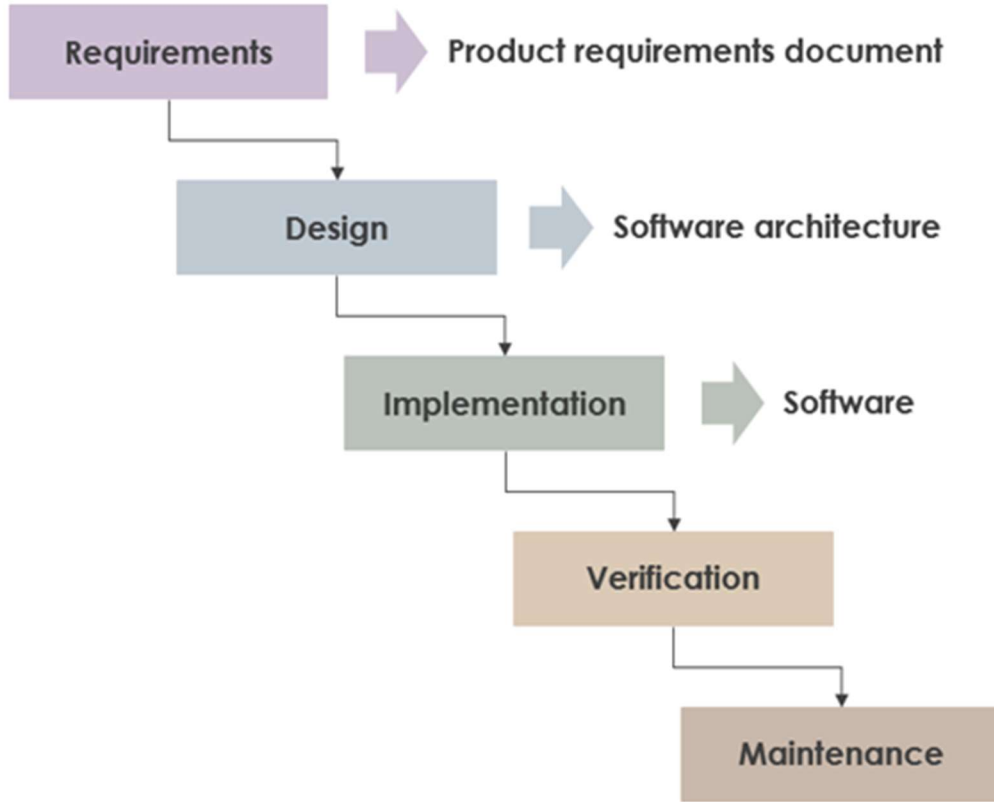 Requirements
Product requirements document
Design
Software architecture
Implementation
Software
Verification
Maintenance